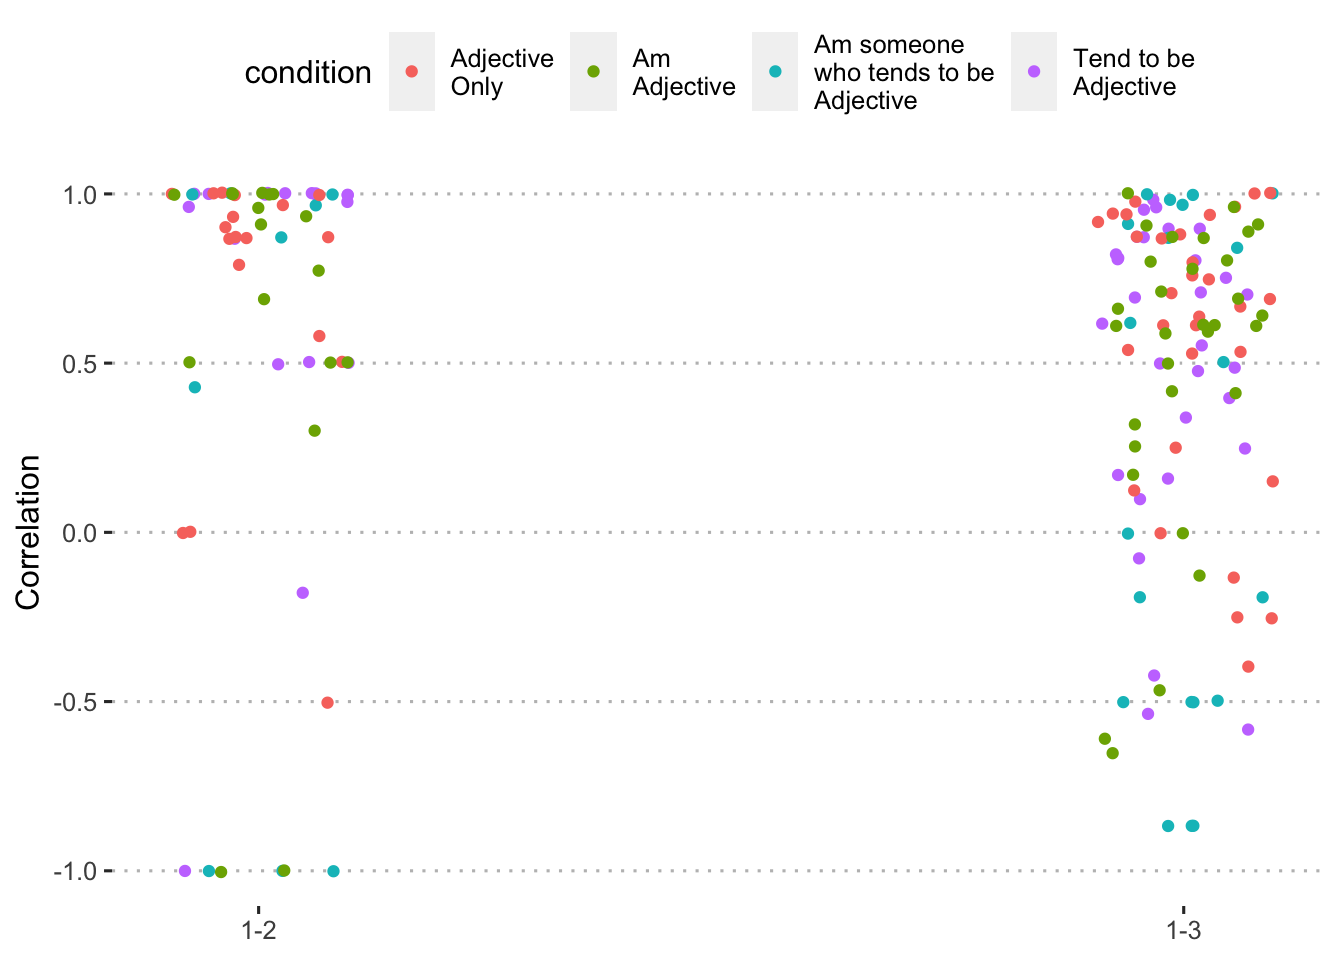 condition
Adjective
Only
Am
Adjective
Am someone
who tends to be
Adjective
Tend to be
Adjective
Correlation
1.0
0.5
0.0
-0.5
-1.0
1-2
1-3